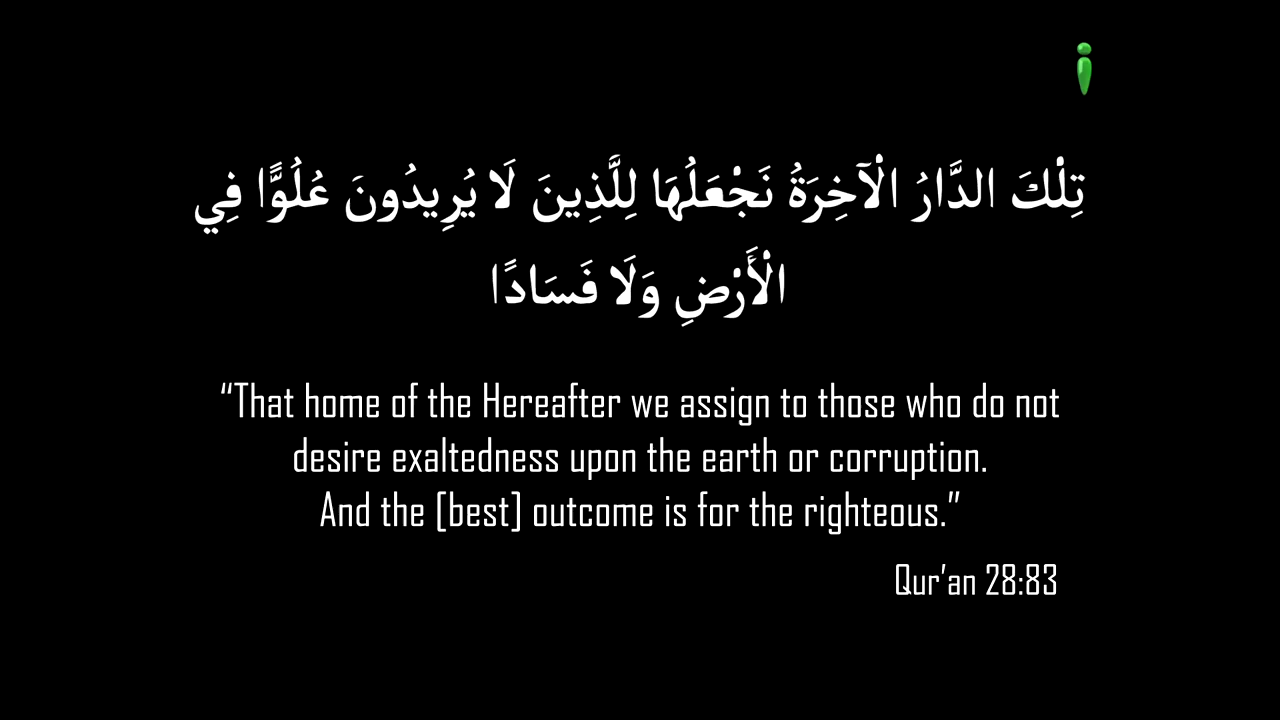 تِلْكَ الدَّارُ الْآخِرَةُ نَجْعَلُهَا لِلَّذِينَ لَا يُرِيدُونَ عُلُوًّا فِي
الْأَرْضِ وَلَا فَسَادًا
“That home of the Hereafter we assign to those who do not
desire exaltedness upon the earth or corruption.
And the [best] outcome is for the righteous.”
Qur’an 28:83